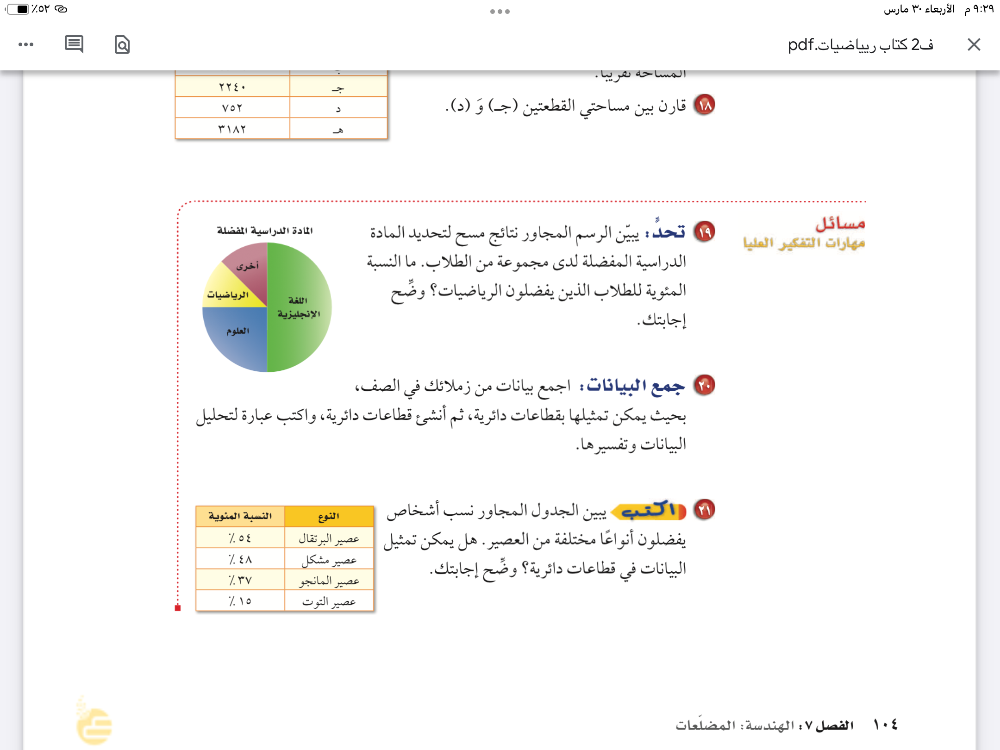 ٩:٢٩ م الأربعاء ٣٠ مارس
٪٥٢
ف2 كتاب ريياضيات.pdf
المساحة تقريبًا.
١٨ قارن بين مساحتي القطعتين (جـ) وَ (د).
جـ ٢٢٤٠
د ٧٥٢
هـ ٣١٨٢
مسائل
مهارات التفكير العليا
١٩ تحدٍّ: يبيّن الرسم المجاور نتائج مسح لتحديد المادة
الدراسية المفضلة لدى مجموعة من الطلاب. ما النسبة
المئوية للطلاب الذين يفضلون الرياضيات؟ وضِّح
إجابتك.
المادة الدراسية المفضلة
أخرى
الرياضيات
اللغة
الإنجليزية
العلوم
٢٠ جمع البيانات: اجمع بيانات من زملائك في الصف،
بحيث يمكن تمثيلها بقطاعات دائرية، ثم أنشئ قطاعات دائرية، واكتب عبارة لتحليل
البيانات وتفسيرها.
٢١ اكتب يبين الجدول المجاور نسب أشخاص
يفضلون أنواعًا مختلفة من العصير. هل يمكن تمثيل
البيانات في قطاعات دائرية؟ وضِّح إجابتك.
النوع النسبة المئوية
عصير البرتقال ٥٤٪
عصير مشكل ٤٨٪
عصير المانجو ٣٧٪
عصير التوت ١٥٪
١٠٤ الفصل ٧: الهندسة: المضلّعات